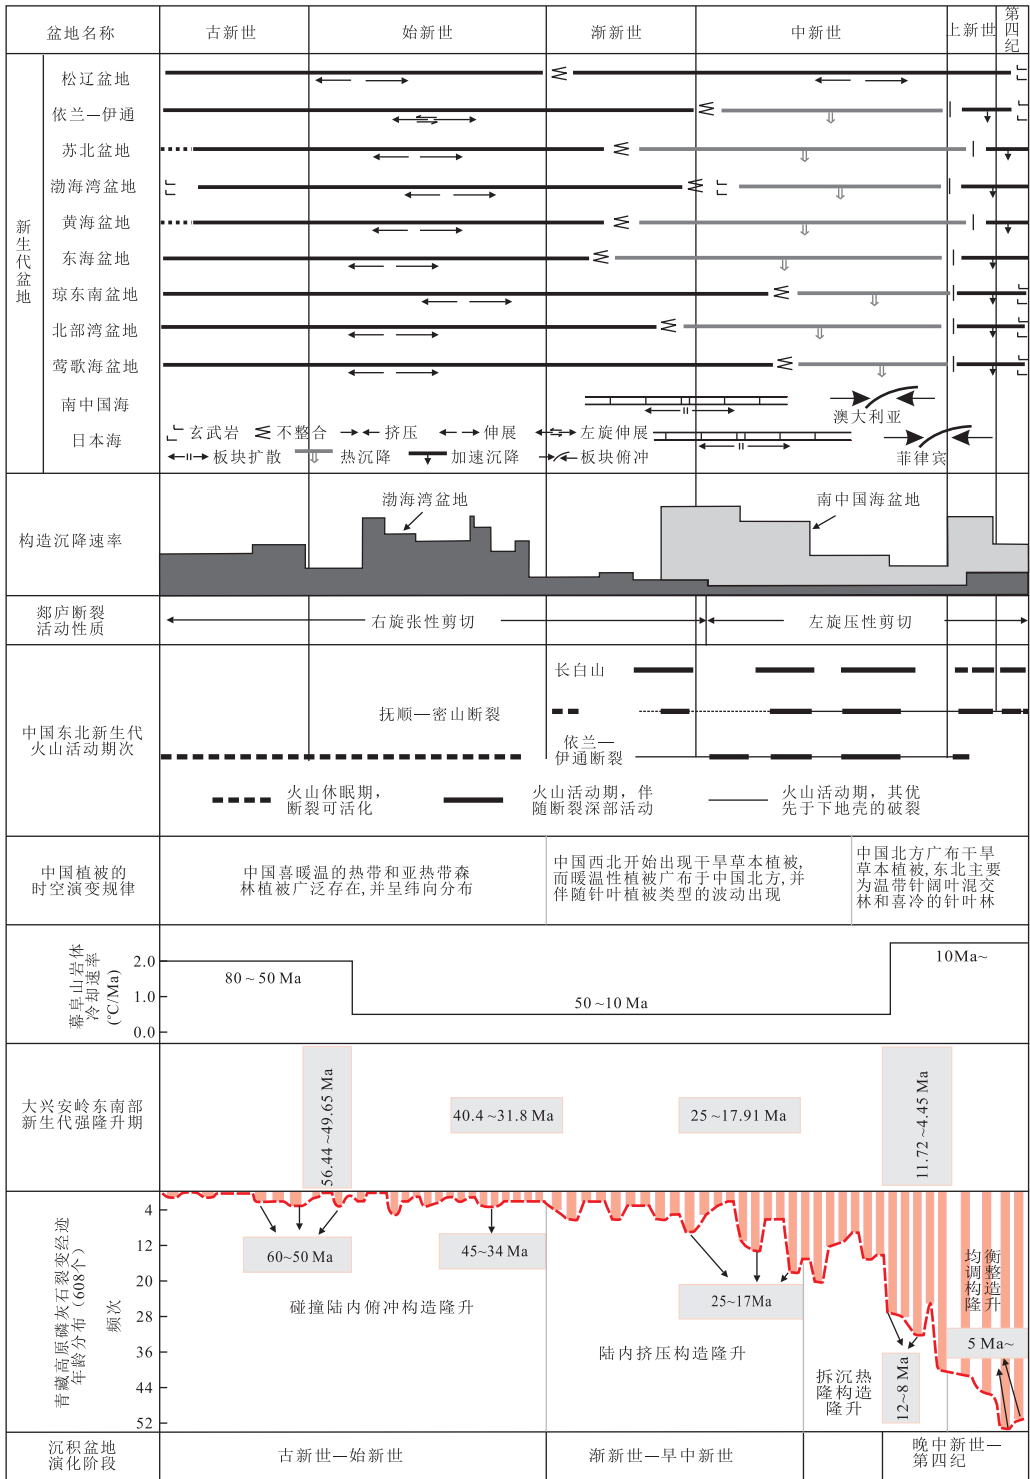 盆地名称
古新世
始新世
渐新世
中新世
上新世
第四纪
新生代盆地
松辽盆地
依兰—伊通
苏北盆地
渤海湾盆地
黄海盆地
东海盆地
琼东南盆地
北部湾盆地
莺歌海盆地
南中国海
澳大利亚
日本海
菲律宾
玄武岩 不整合 挤压 伸展 左旋伸展
板块扩散 热沉降 加速沉降 板块俯冲
构造沉降速率
渤海湾盆地
南中国海盆地
郯庐断裂
活动性质
右旋张性剪切
左旋压性剪切
中国东北新生代
火山活动期次
长白山
抚顺—密山断裂
依兰—
伊通断裂
火山休眠期，
断裂可活化
火山活动期，伴
随断裂深部活动
火山活动期，其优
先于下地壳的破裂
中国植被的
时空演变规律
中国喜暖温的热带和亚热带森
林植被广泛存在，并呈纬向分布
中国西北开始出现干旱草本植被，
而暖温性植被广布于中国北方，并
伴随针叶植被类型的波动出现
中国北方广布干旱
草本植被，东北主要
为温带针阔叶混交
林和喜冷的针叶林
幕阜山岩体
冷却速率
(℃/Ma)
2.0
1.0
0.0
80～50 Ma
50～10 Ma
10Ma~
大兴安岭东南部
新生代强隆升期
56.44～49.65 Ma
40.4～31.8 Ma
25～17.91 Ma
11.72～4.45 Ma
青藏高原磷灰石裂变径迹
年龄分布（608个）
频次
4
12
20
28
36
44
52
60~50 Ma
45~34 Ma
25~17Ma
12~8 Ma
5 Ma~
碰撞陆内俯冲构造隆升
陆内挤压构造隆升
拆沉热
隆构造
隆升
均衡
调整
构造
隆升
沉积盆地
演化阶段
古新世—始新世
渐新世—早中新世
晚中新世—
第四纪